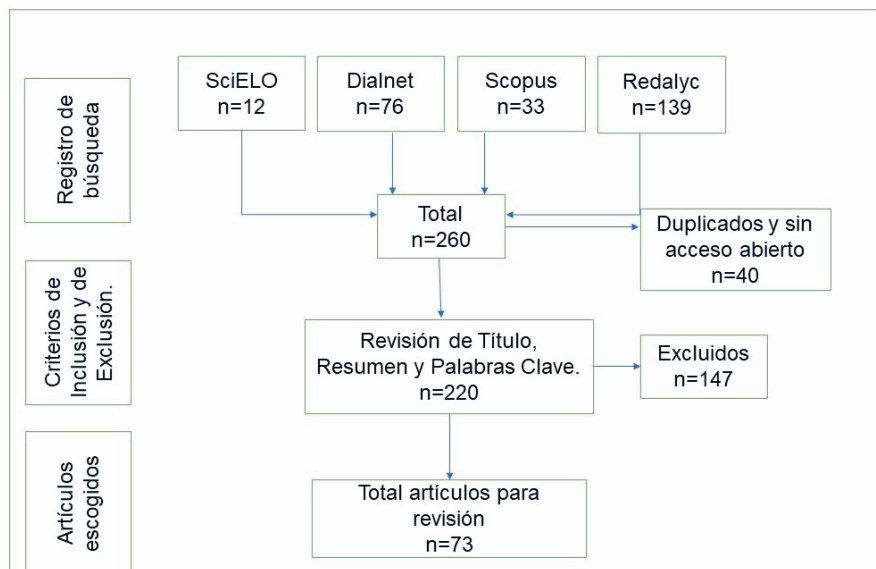 Registro de
búsqueda
SciELO
n=12
Dialnet
n=76
Scopus
n=33
Redalyc
n=139
Total
n=260
Duplicados y sin
acceso abierto
n=40
Criterios de
Inclusión y de
Exclusión.
Revisión de Título,
Resumen y Palabras Clave.
n=220
Excluidos
n=147
Artículos
escogidos
Total artículos para
revisión
n=73